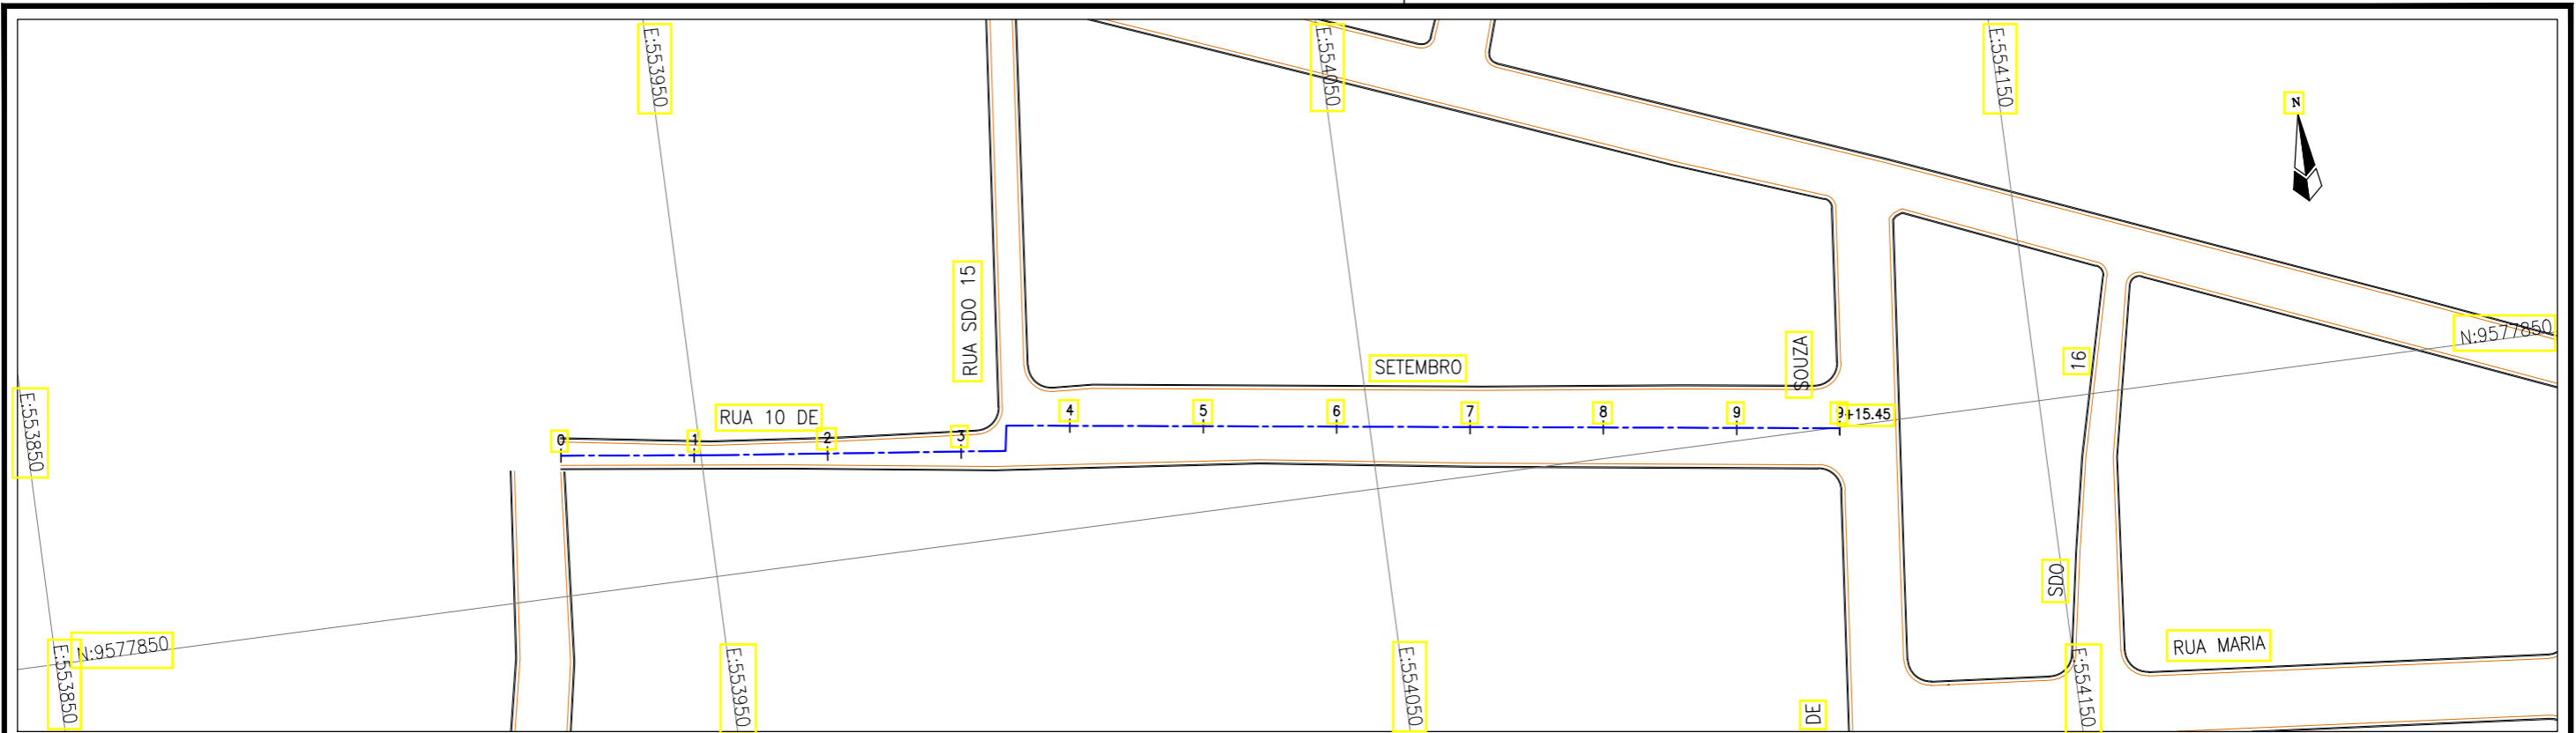 E:553950
E:554050
E:554150
N
RUA SDO 15
N:9577850
SOUZA
16
SETEMBRO
E:553850
RUA 10 DE
4
5
6
7
8
9
9+15.45
0
1
2
3
SDO
N:9577850
RUA MARIA
E:553850
E:553950
E:554050
E:554150
DE